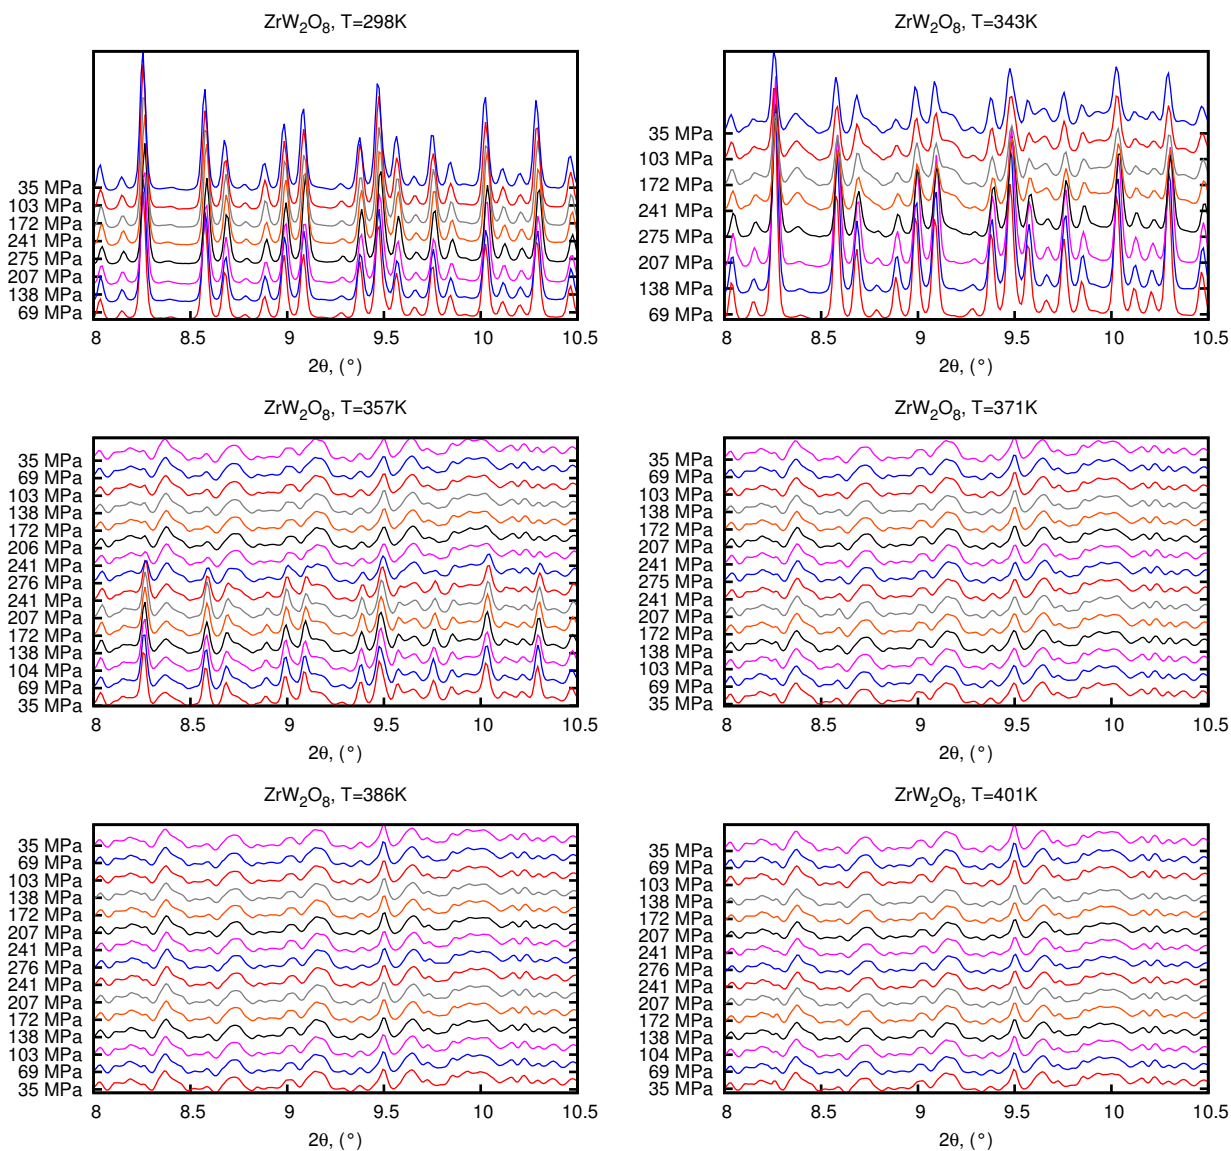 ZrW₂O₈, T=298K
35 MPa
103 MPa
172 MPa
241 MPa
275 MPa
207 MPa
138 MPa
69 MPa
8 8.5 9 9.5 10 10.5
2θ, (°)
ZrW₂O₈, T=343K
35 MPa
103 MPa
172 MPa
241 MPa
275 MPa
207 MPa
138 MPa
69 MPa
8 8.5 9 9.5 10 10.5
2θ, (°)
ZrW₂O₈, T=357K
35 MPa
69 MPa
103 MPa
138 MPa
172 MPa
206 MPa
241 MPa
276 MPa
241 MPa
207 MPa
172 MPa
138 MPa
104 MPa
69 MPa
35 MPa
8 8.5 9 9.5 10 10.5
2θ, (°)
ZrW₂O₈, T=371K
35 MPa
69 MPa
103 MPa
138 MPa
172 MPa
207 MPa
241 MPa
275 MPa
241 MPa
207 MPa
172 MPa
138 MPa
103 MPa
69 MPa
35 MPa
8 8.5 9 9.5 10 10.5
2θ, (°)
ZrW₂O₈, T=386K
35 MPa
69 MPa
103 MPa
138 MPa
172 MPa
207 MPa
241 MPa
276 MPa
241 MPa
207 MPa
172 MPa
138 MPa
103 MPa
69 MPa
35 MPa
8 8.5 9 9.5 10 10.5
2θ, (°)
ZrW₂O₈, T=401K
35 MPa
69 MPa
103 MPa
138 MPa
172 MPa
207 MPa
241 MPa
276 MPa
241 MPa
207 MPa
172 MPa
138 MPa
104 MPa
69 MPa
35 MPa
8 8.5 9 9.5 10 10.5
2θ, (°)